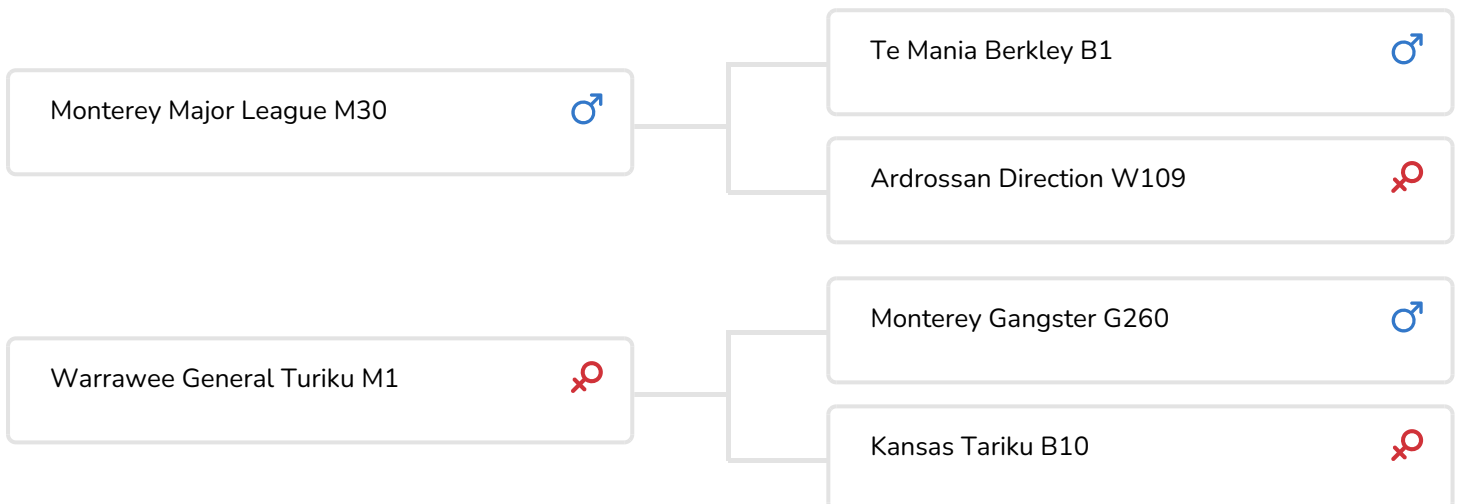 Te Mania Berkley B1
Monterey Major League M30
Ardrossan Direction W109
Monterey Gangster G260
Warrawee General Turiku M1
Kansas Tariku B10